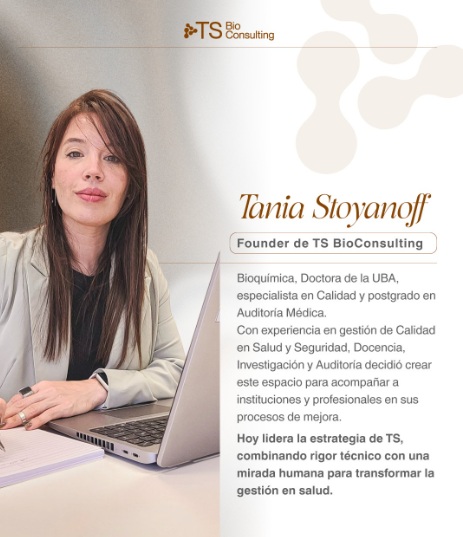 TS Bio
Consulting
Tania Stoyanoff
Founder de TS BioConsulting
Bioquímica, Doctora de la UBA,
especialista en Calidad y postgrado en
Auditoría Médica.
Con experiencia en gestión de Calidad
en Salud y Seguridad, Docencia,
Investigación y Auditoría decidió crear
este espacio para acompañar a
instituciones y profesionales en sus
procesos de mejora.
Hoy lidera la estrategia de TS,
combinando rigor técnico con una
mirada humana para transformar la
gestión en salud.